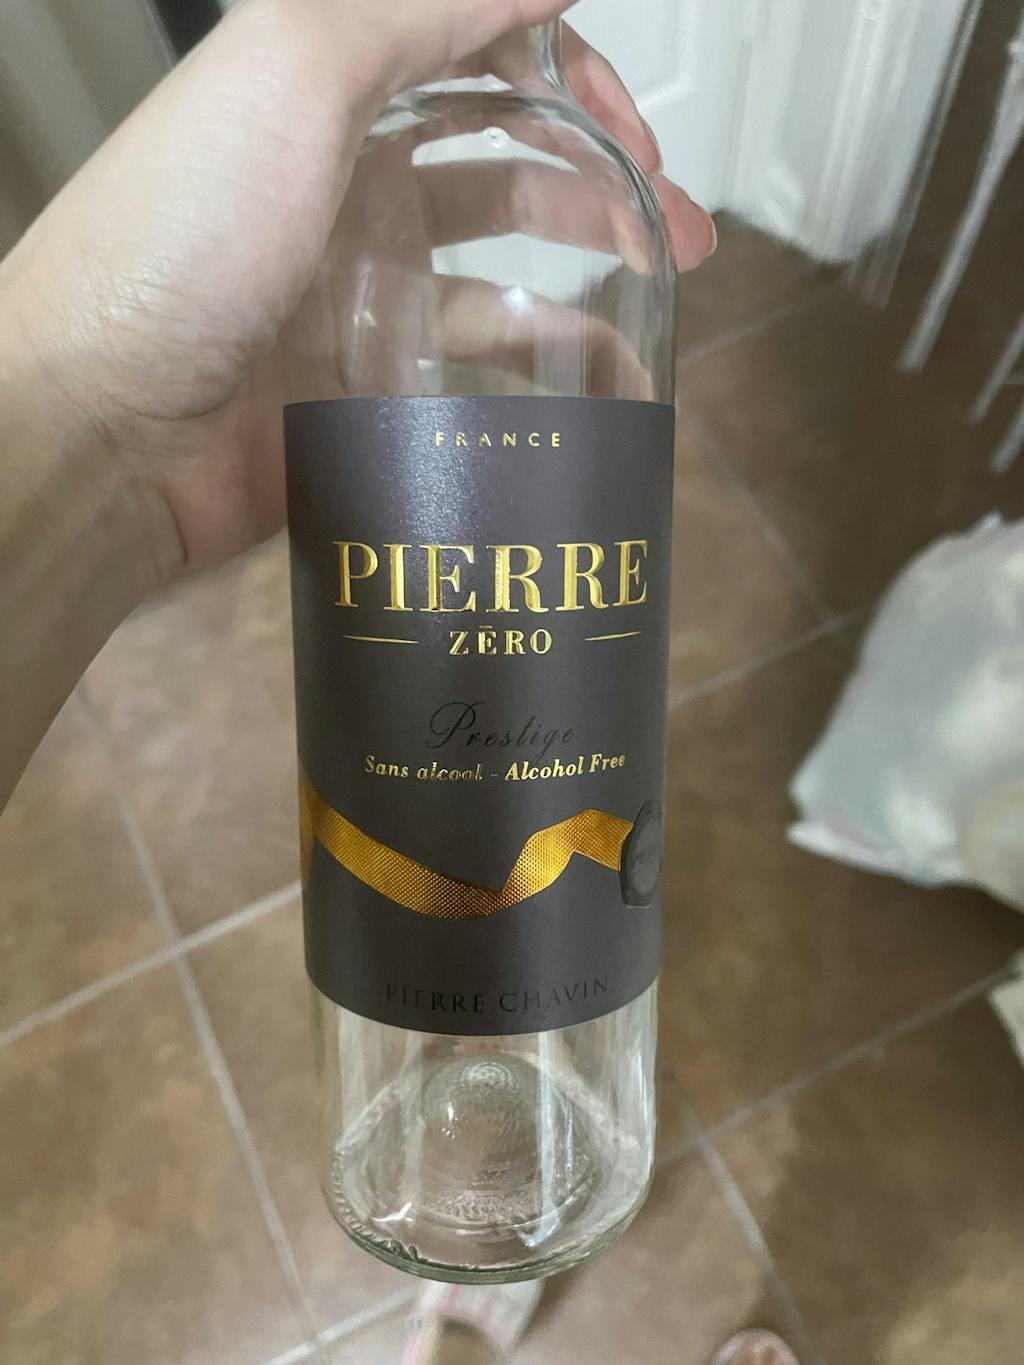 FRANCE
PIERRE
ZĒRO
Prestige
Sans alcool - Alcohol Free
PIERRE CHAVIN